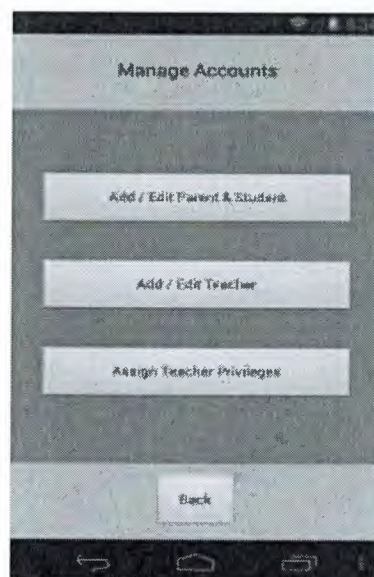 Manage Accounts
Add / Edit Parent & Student
Add / Edit Teacher
Assign Teacher Privileges
Back